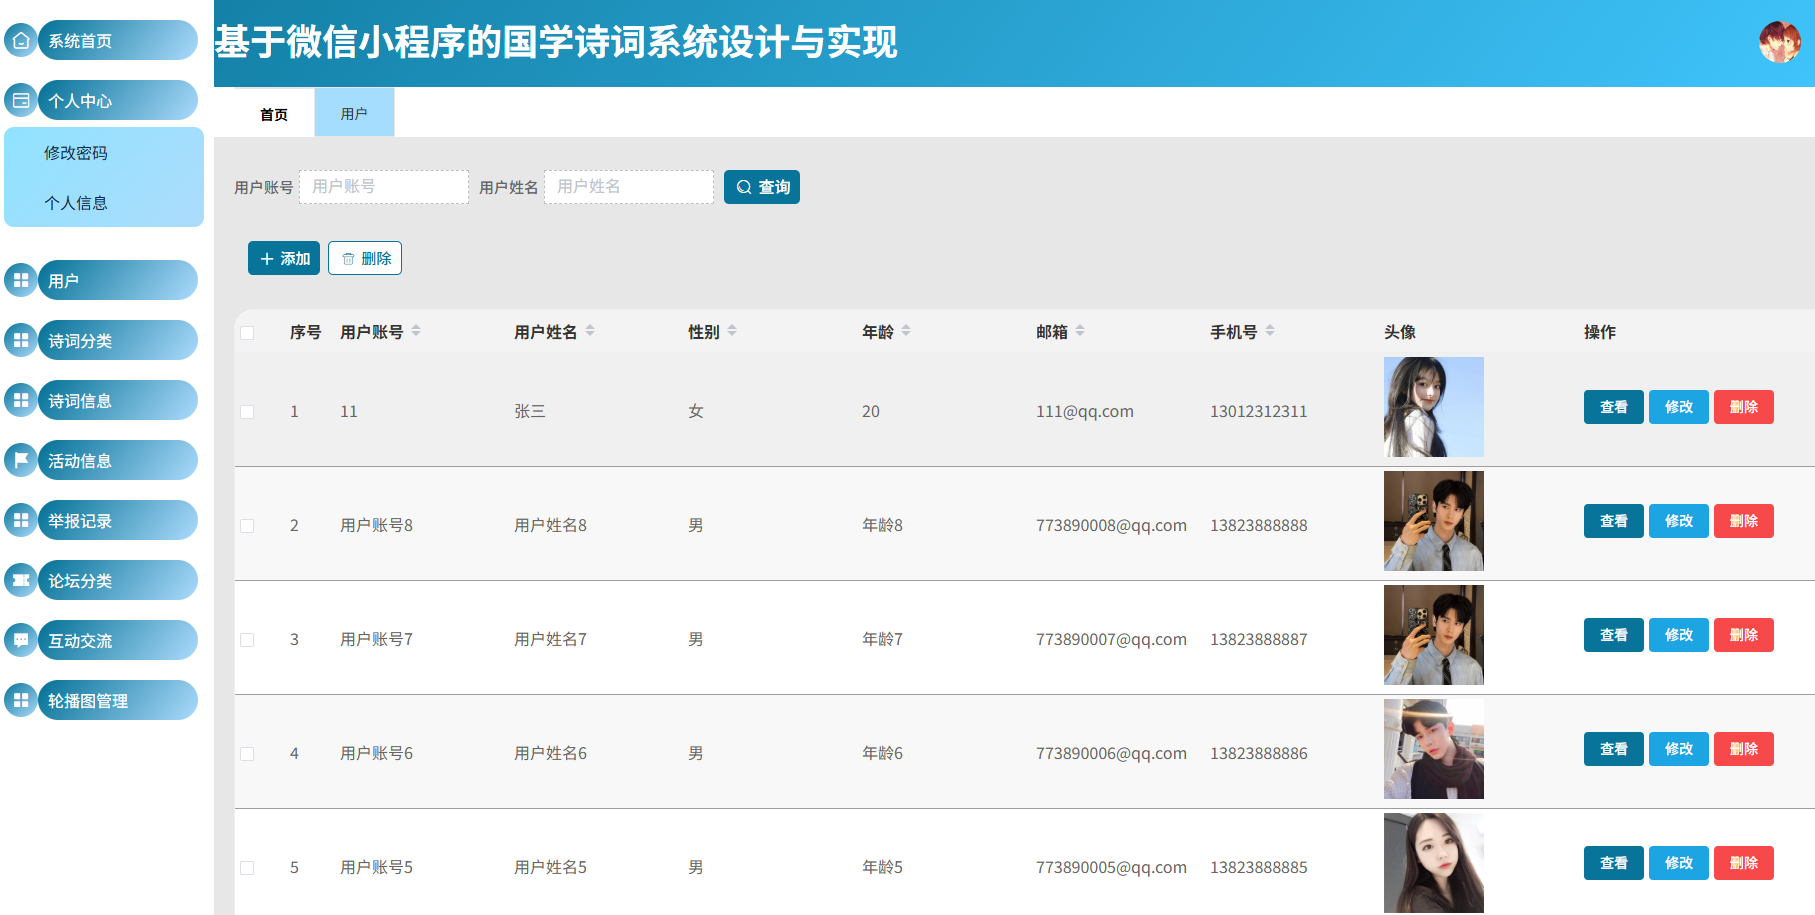 基于微信小程序的国学诗词系统设计与实现
系统首页
个人中心
修改密码
个人信息
用户
诗词分类
诗词信息
活动信息
举报记录
论坛分类
互动交流
轮播图管理
首页 用户
用户账号 用户账号 用户姓名 用户姓名 查询
添加 删除
序号 用户账号 用户姓名 性别 年龄 邮箱 手机号 头像 操作
1 11 张三 女 20 111@qq.com 13012312311 查看 修改 删除
2 用户账号8 用户姓名8 男 年龄8 773890008@qq.com 13823888888 查看 修改 删除
3 用户账号7 用户姓名7 男 年龄7 773890007@qq.com 13823888887 查看 修改 删除
4 用户账号6 用户姓名6 男 年龄6 773890006@qq.com 13823888886 查看 修改 删除
5 用户账号5 用户姓名5 男 年龄5 773890005@qq.com 13823888885 查看 修改 删除